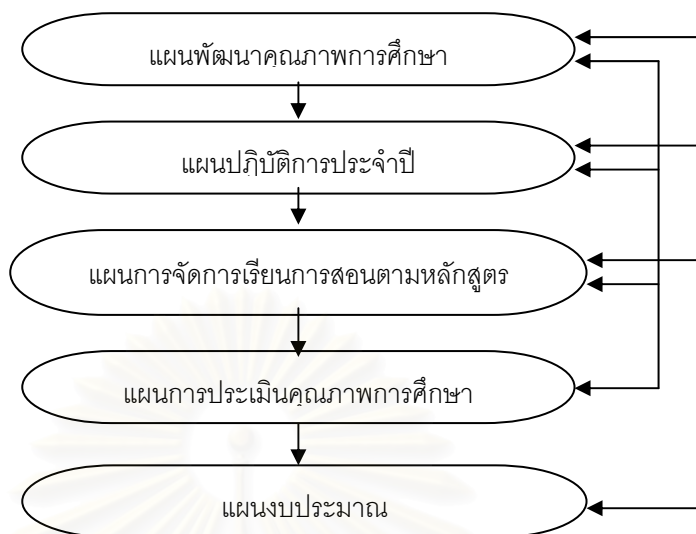 แผนพัฒนาคุณภาพการศึกษา
แผนปฏิบัติการประจำปี
แผนการจัดการเรียนการสอนตามหลักสูตร
แผนการประเมินคุณภาพการศึกษา
แผนงบประมาณ